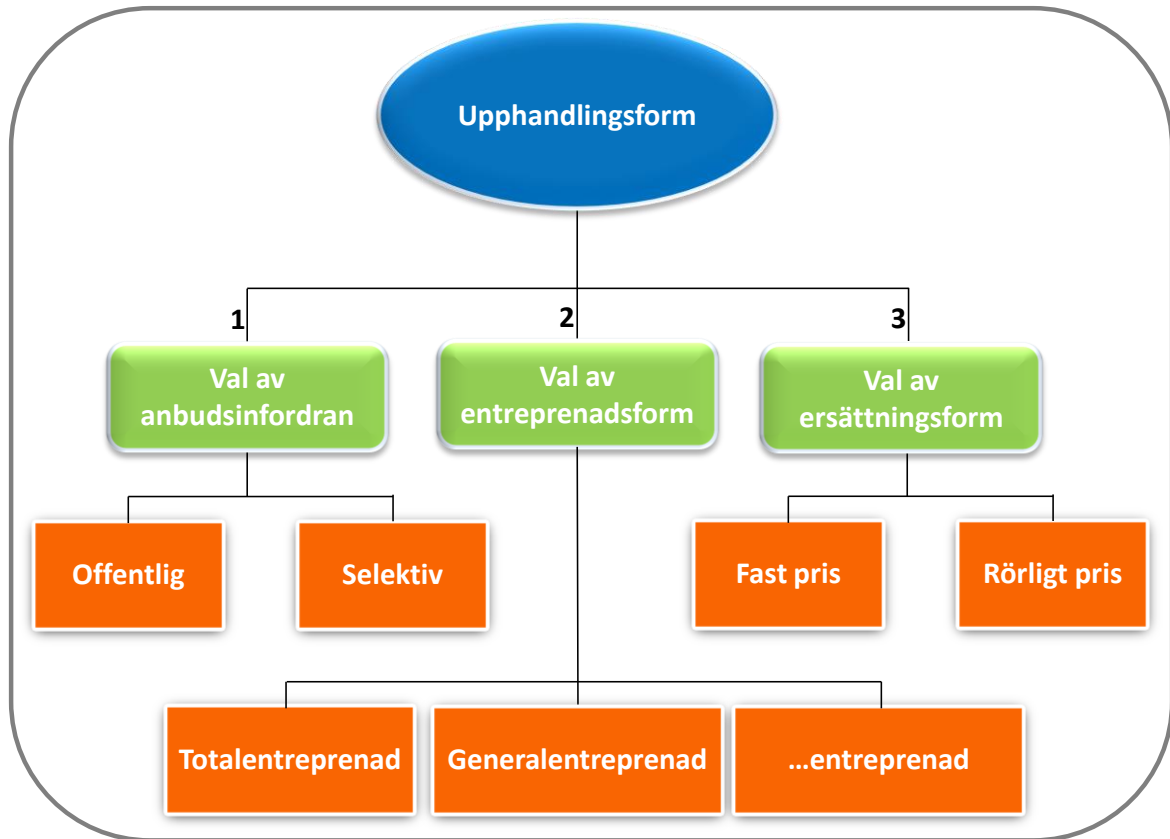 Upphandlingsform
1
2
3
Val av
anbudsinfordran
Val av
entreprenadsform
Val av
ersättningsform
Offentlig
Selektiv
Fast pris
Rörligt pris
Totalentreprenad
Generalentreprenad
...entreprenad